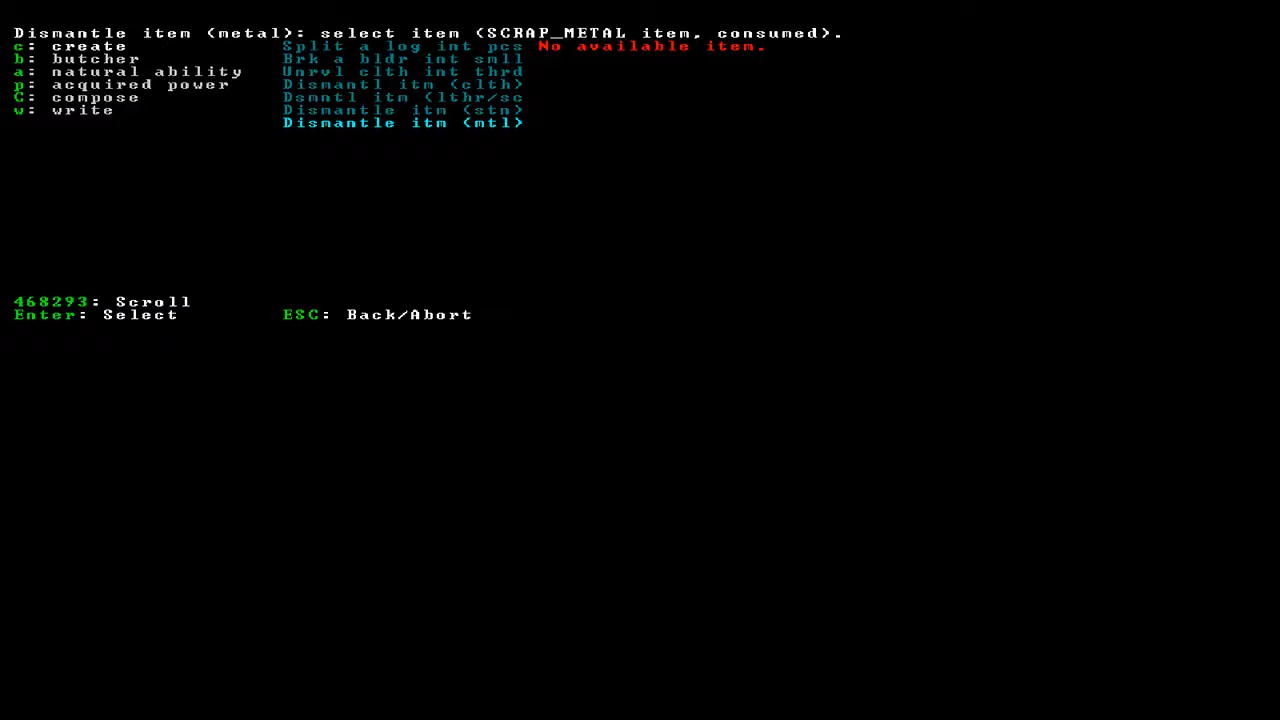 Dismantle item (metal): select item (SCRAP_METAL item, consumed).
c: create Split a log int pcs No available item.
b: butcher Brk a bldr int smll
a: natural ability Unrvl clth int thrd
p: acquired power Dismantl itm (clth)
C: compose Dsmntl itm (lthr/sc
w: write Dismantle itm (stn)
Dismantle itm (mtl)
468293: Scroll
Enter: Select ESC: Back/Abort